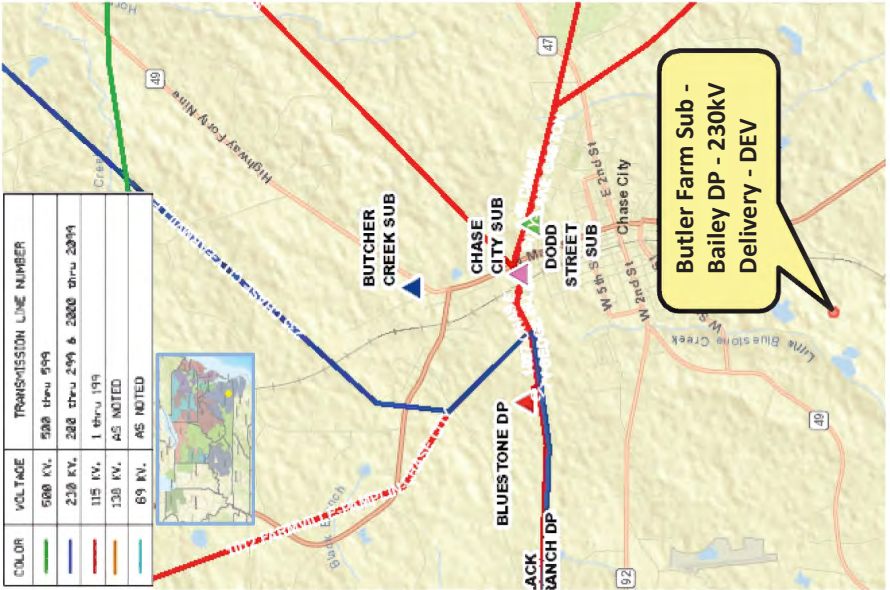 COLOR VOLTAGE TRANSMISSION LINE NUMBER
500 KV. 500 thru 599
230 KV. 200 thru 299 & 2000 thru 2099
115 KV. 1 thru 199
138 KV. AS NOTED
69 KV. AS NOTED
49
Highway Forty Nine
Cree
47
BUTCHER
CREEK SUB
CHASE
CITY SUB
DODD
STREET
SUB
E 2nd St
Chase City
W 5th S
W 2nd St
W S
BLUESTONE DP
Little Bluestone Creek
LACK
RANCH DP
92
49
Butler Farm Sub -
Bailey DP - 230kV
Delivery - DEV